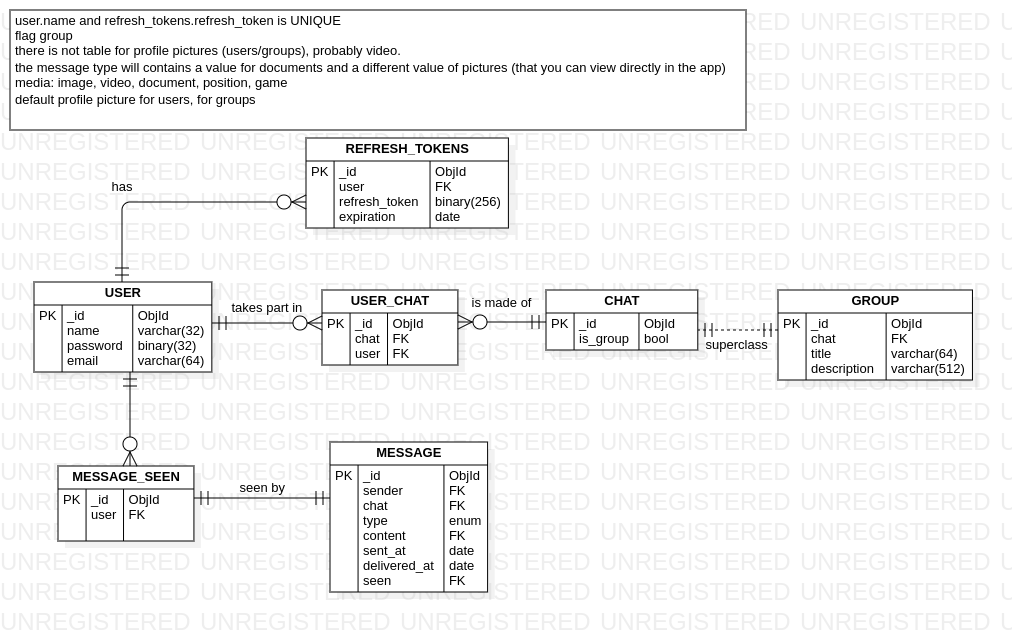 user.name and refresh_tokens.refresh_token is UNIQUE
flag group
there is not table for profile pictures (users/groups), probably video.
the message type will contains a value for documents and a different value of pictures (that you can view directly in the app)
media: image, video, document, position, game
default profile picture for users, for groups
REFRESH_TOKENS
PK _id ObjId
user FK
refresh_token binary(256)
expiration date
has
USER
PK _id ObjId
name varchar(32)
password binary(32)
email varchar(64)
takes part in
USER_CHAT
PK _id ObjId
chat FK
user FK
is made of
CHAT
PK _id ObjId
is_group bool
superclass
GROUP
PK _id ObjId
chat FK
title varchar(64)
description varchar(512)
MESSAGE_SEEN
PK _id ObjId
user FK
seen by
MESSAGE
PK _id ObjId
sender FK
chat FK
type enum
content FK
sent_at date
delivered_at date
seen FK
UNREGISTERED